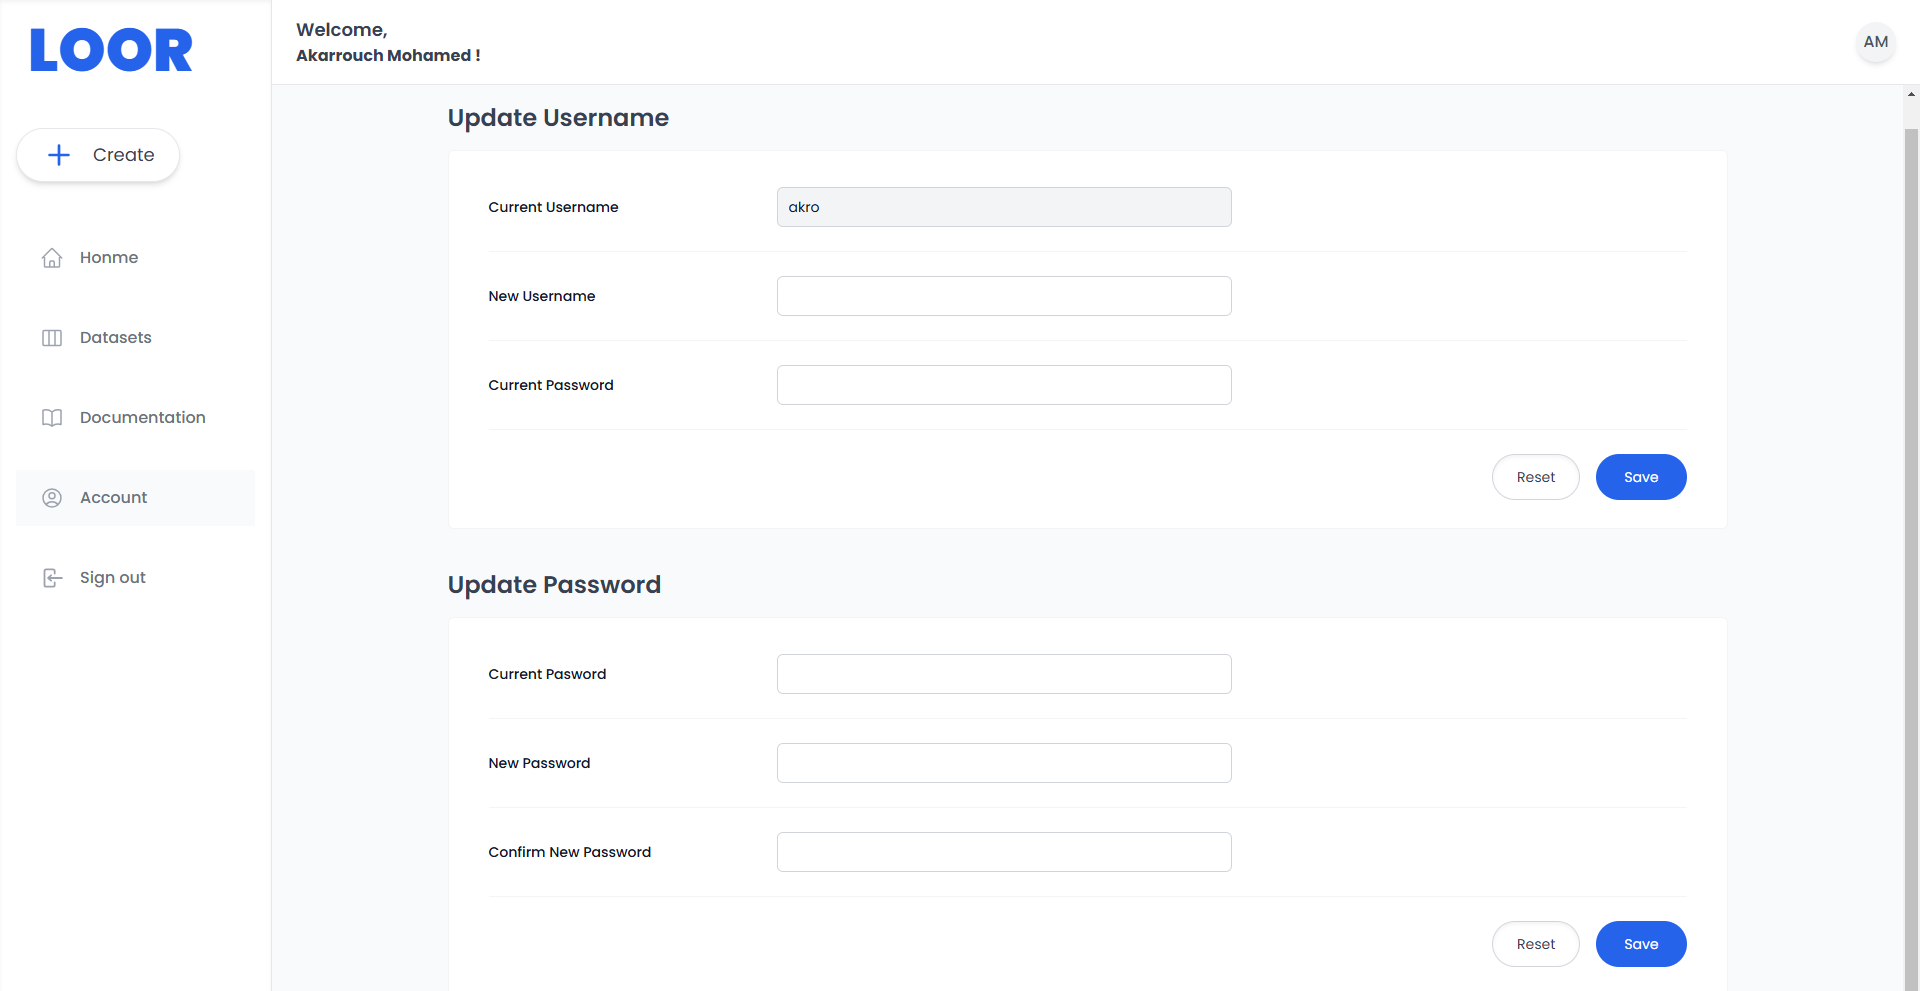 LOOR
Welcome,
Akarrouch Mohamed !
AM
Create
Honme
Datasets
Documentation
Account
Sign out
Update Username
Current Username
akro
New Username
Current Password
Reset
Save
Update Password
Current Pasword
New Password
Confirm New Password
Reset
Save